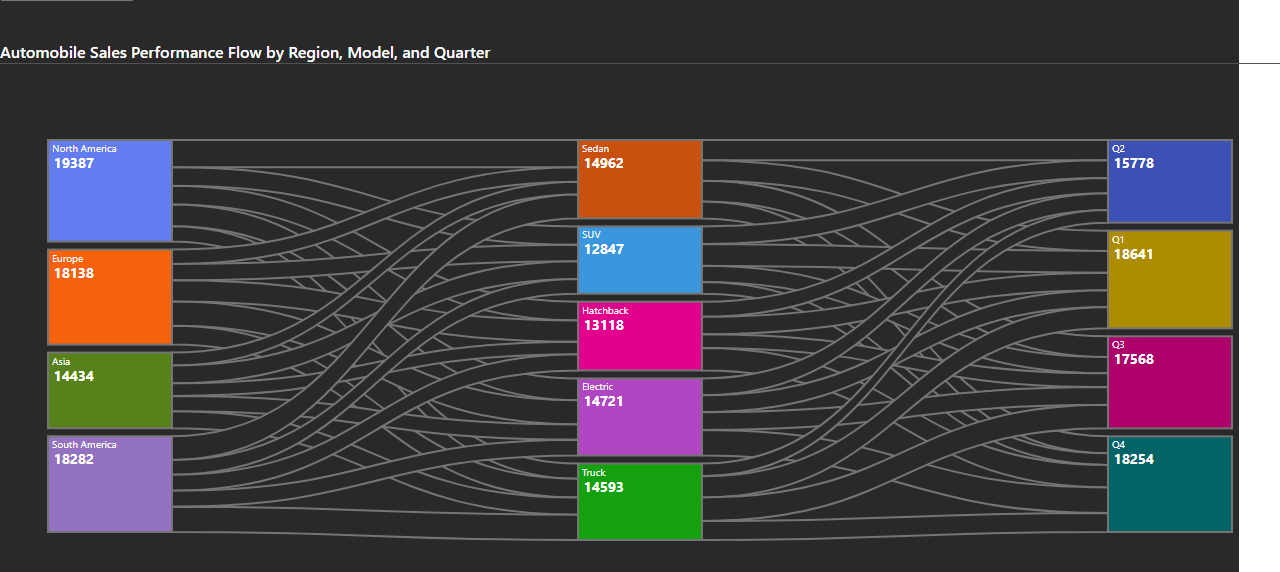 Automobile Sales Performance Flow by Region, Model, and Quarter
North America
19387
Europe
18138
Asia
14434
South America
18282
Sedan
14962
SUV
12847
Hatchback
13118
Electric
14721
Truck
14593
Q2
15778
Q1
18641
Q3
17568
Q4
18254